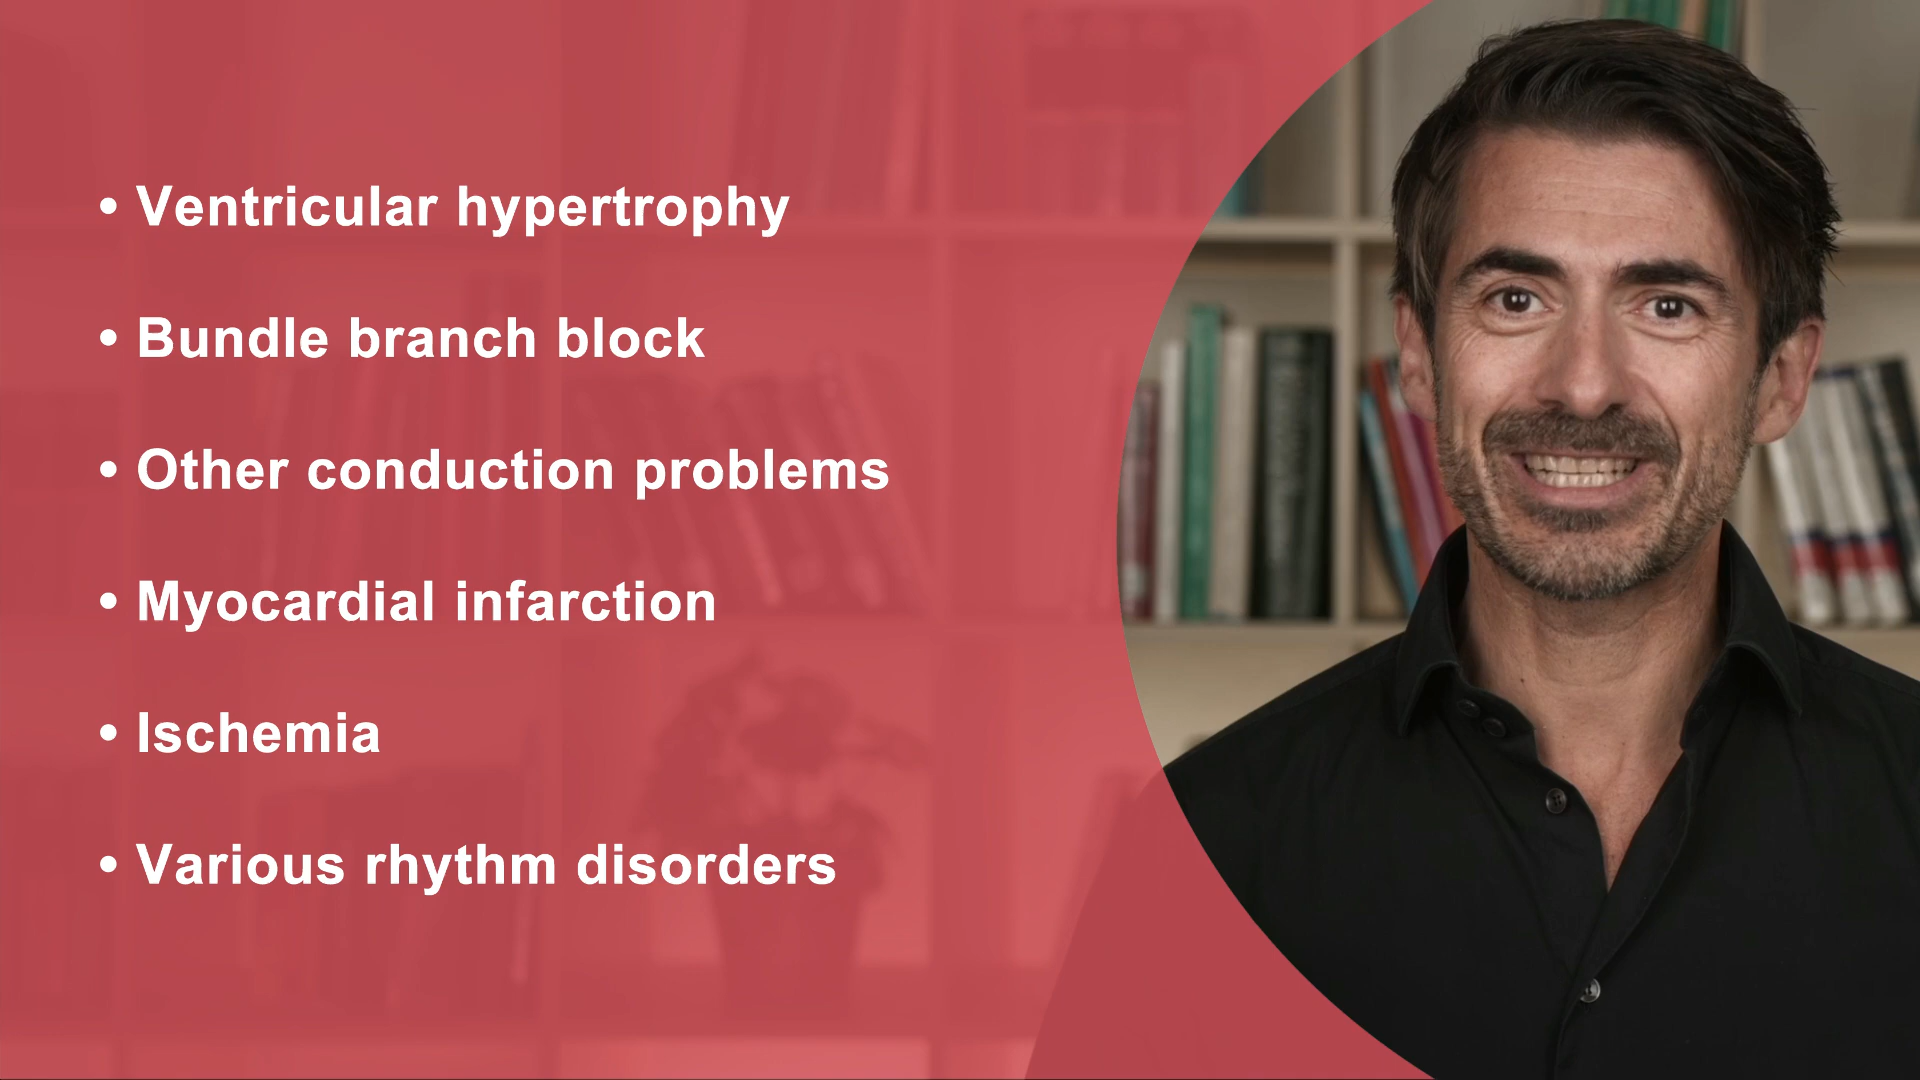 • Ventricular hypertrophy
• Bundle branch block
• Other conduction problems
• Myocardial infarction
• Ischemia
• Various rhythm disorders